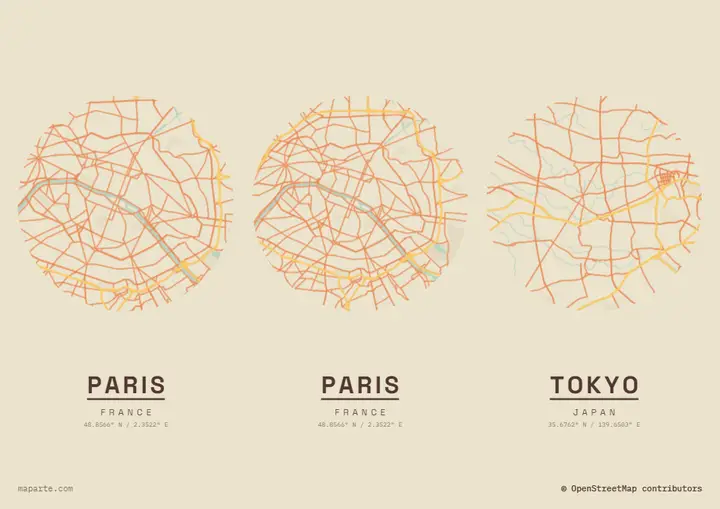 PARIS
FRANCE
48.8566° N / 2.3522° E
PARIS
FRANCE
48.8566° N / 2.3522° E
TOKYO
JAPAN
35.6762° N / 139.6503° E
maparte.com
© OpenStreetMap contributors